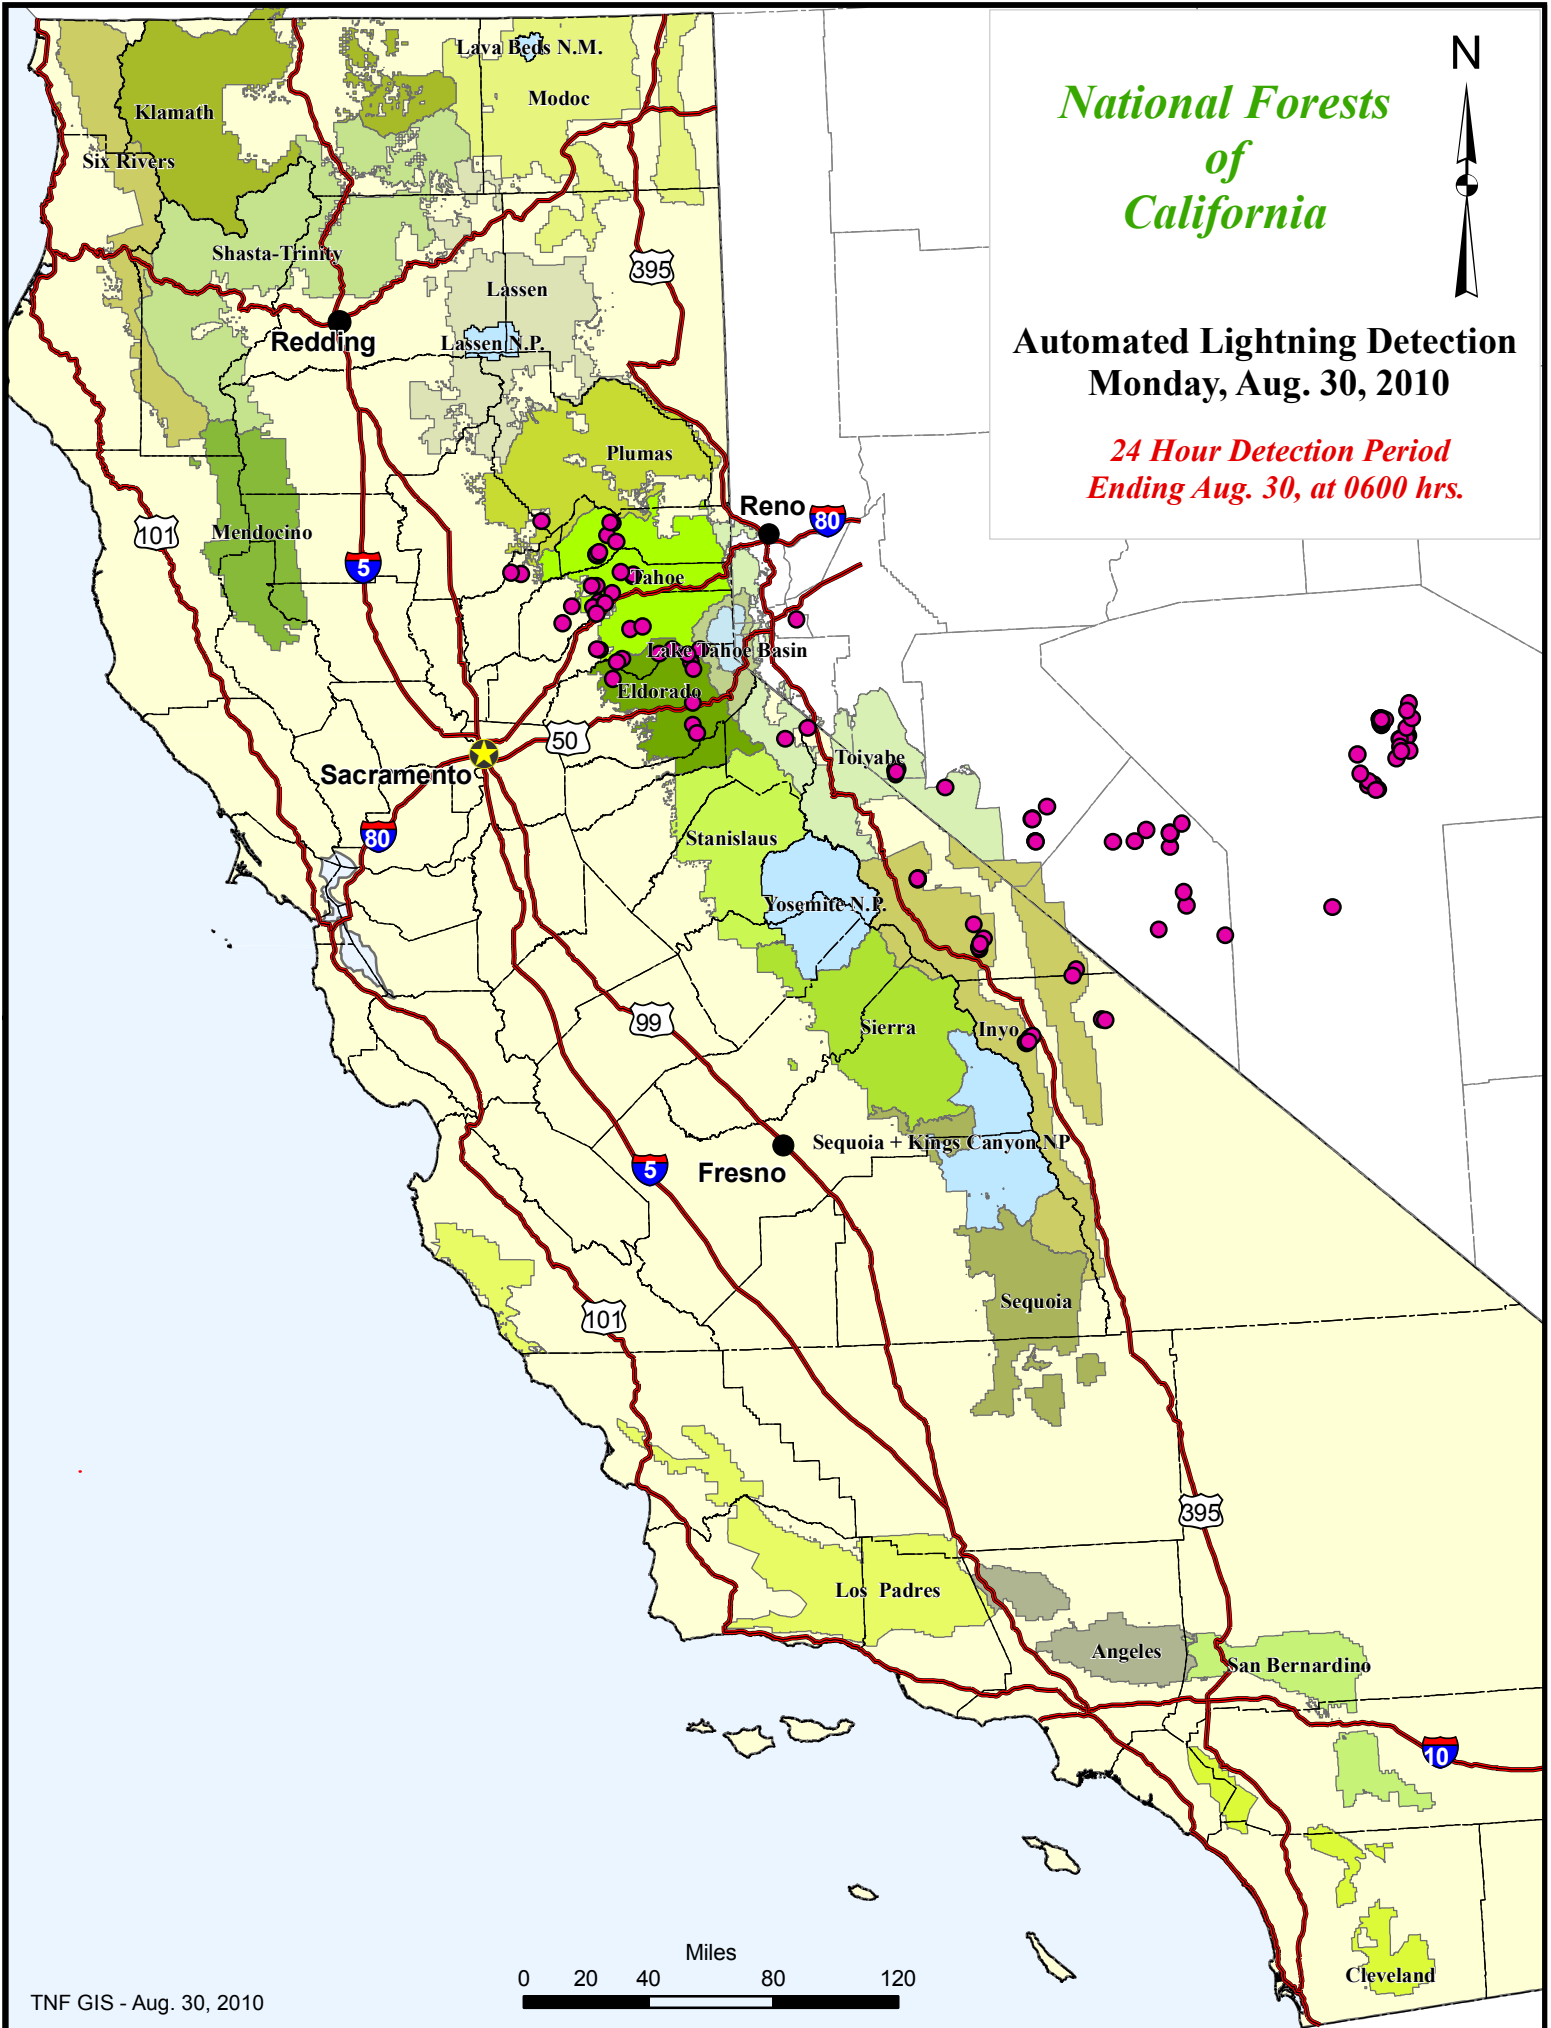 N
National Forests
of
California
Automated Lightning Detection
Monday, Aug. 30, 2010
24 Hour Detection Period
Ending Aug. 30, at 0600 hrs.
Lava Beds N.M.
Modoc
Klamath
Six Rivers
Shasta-Trinity
395
Lassen
Redding
Lassen N.P.
Plumas
Reno
80
101
Mendocino
5
Tahoe
Lake Tahoe Basin
Eldorado
50
Toiyabe
Sacramento
80
Stanislaus
Yosemite N.P.
99
Sierra
Inyo
Sequoia + Kings Canyon NP
5
Fresno
Sequoia
101
395
Los Padres
Angeles
San Bernardino
10
Cleveland
Miles
0 20 40 80 120
TNF GIS - Aug. 30, 2010